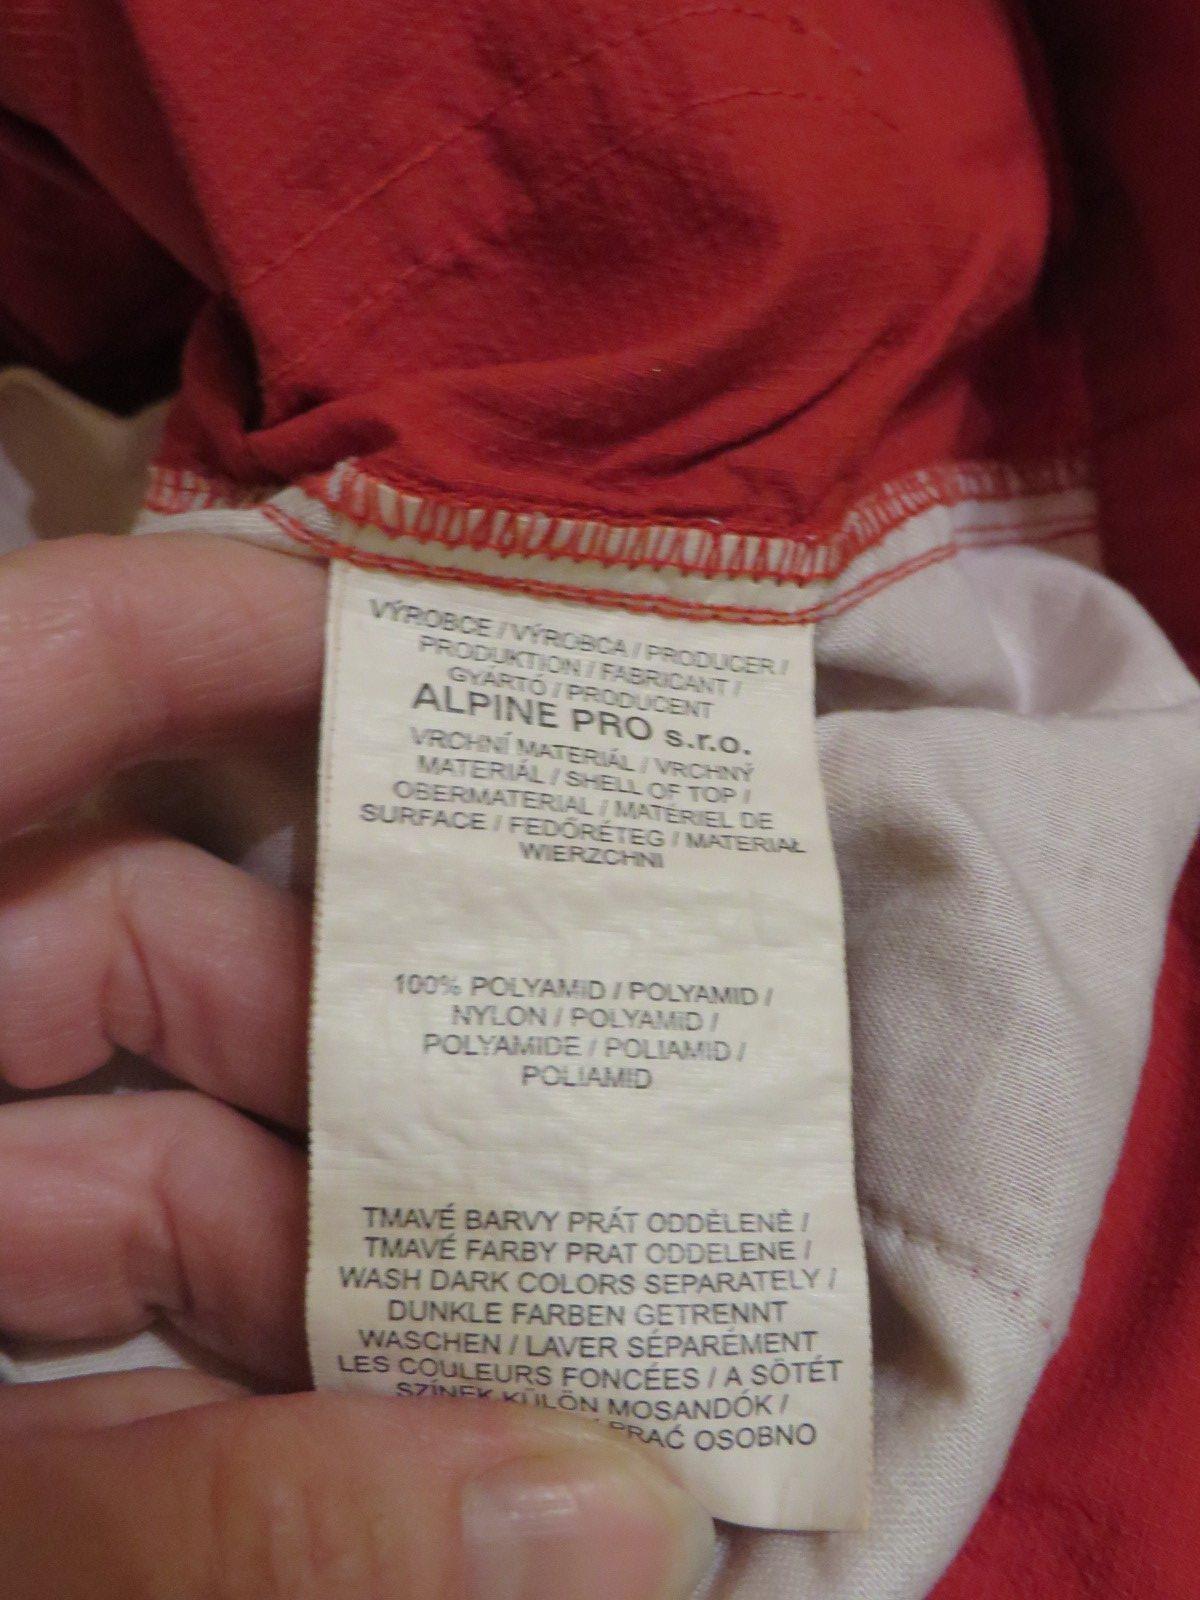 VÝROBCE / VÝROBCA / PRODUCER /
PRODUKTION / FABRICANT /
GYÁRTÓ / PRODUCENT
ALPINE PRO s.r.o.
VRCHNÍ MATERIÁL / VRCHNÝ
MATERIÁL / SHELL OF TOP /
OBERMATERIAL / MATÉRIEL DE
SURFACE / FEDŐRÉTEG / MATERIAŁ
WIERZCHNI
100% POLYAMID / POLYAMID /
NYLON / POLYAMID /
POLYAMIDE / POLIAMID /
POLIAMID
TMAVÉ BARVY PRÁT ODDĚLENĚ /
TMAVÉ FARBY PRAT ODDELENE /
WASH DARK COLORS SEPARATELY /
DUNKLE FARBEN GETRENNT
WASCHEN / LAVER SÉPARÉMENT
LES COULEURS FONCÉES / A SÖTÉT
SZÍNEK KÜLÖN MOSANDÓK /
PRAĆ OSOBNO